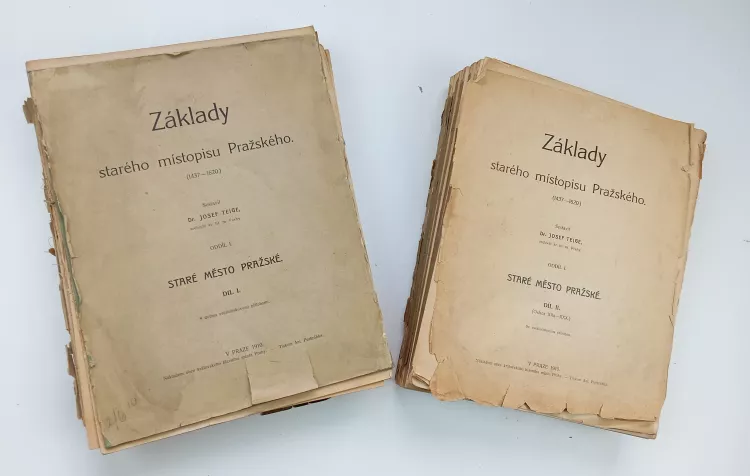 Základy
starého místopisu Pražského.
(1437—1620.)
Sestavil
Dr. JOSEF TEIGE,
ODDÍL I.
STARÉ MĚSTO PRAŽSKÉ.
DÍL I.
V PRAZE 1910.
Základy
starého místopisu Pražského.
(1437—1620.)
Sestavil
Dr. JOSEF TEIGE,
ODDÍL I.
STARÉ MĚSTO PRAŽSKÉ.
DÍL II.
V PRAZE 1915.